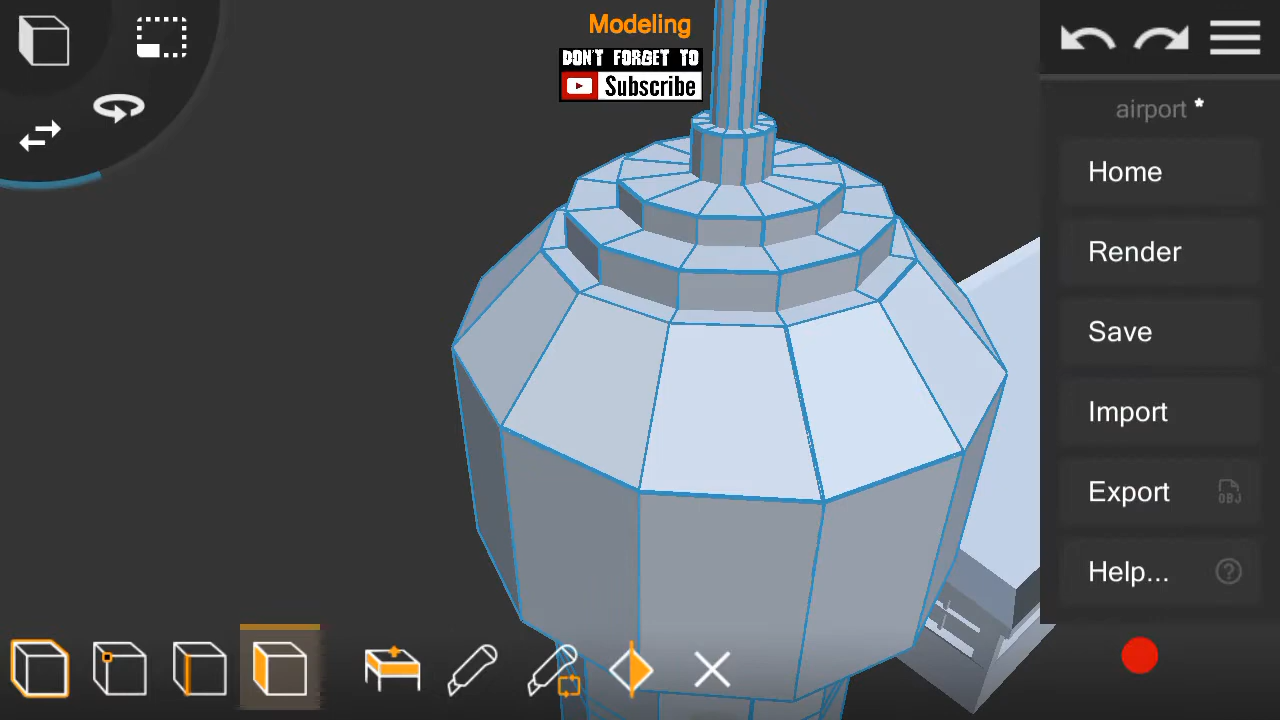 Modeling
DON'T FORGET TO
Subscribe
airport *
Home
Render
Save
Import
Export
OBJ
Help...
?